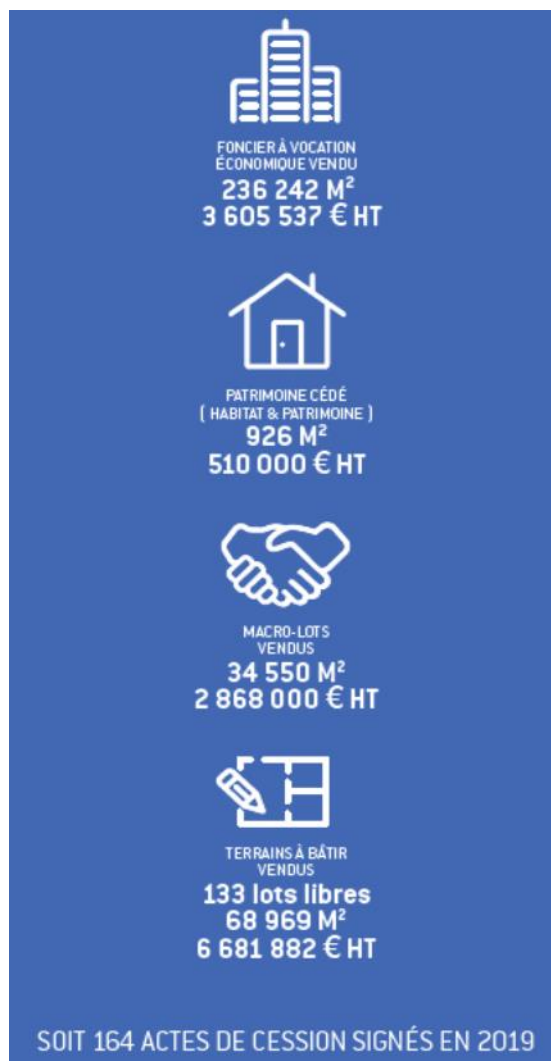 FONCIER À VOCATION
ÉCONOMIQUE VENDU
236 242 M²
3 605 537 € HT
PATRIMOINE CÉDÉ
( HABITAT & PATRIMOINE )
926 M²
510 000 € HT
MACRO-LOTS
VENDUS
34 550 M²
2 868 000 € HT
TERRAINS À BÂTIR
VENDUS
133 lots libres
68 969 M²
6 681 882 € HT
SOIT 164 ACTES DE CESSION SIGNÉS EN 2019